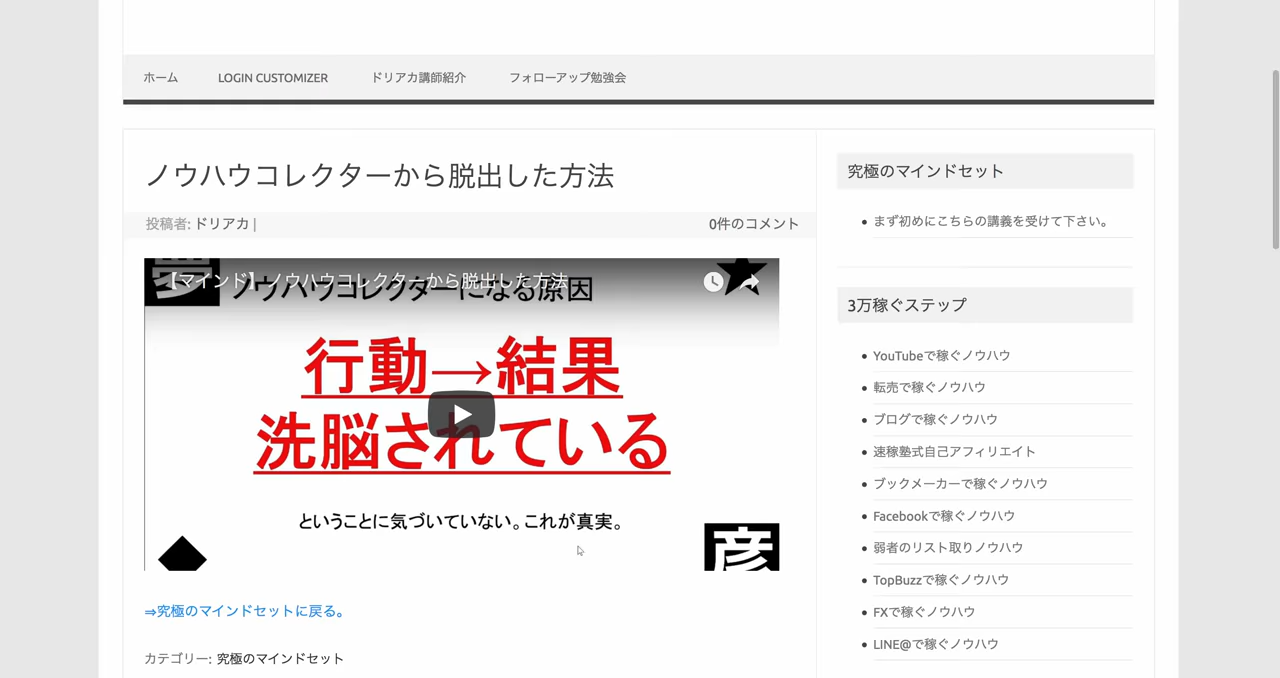 ホーム
LOGIN CUSTOMIZER
ドリアカ講師紹介
フォローアップ勉強会
ノウハウコレクターから脱出した方法
投稿者: ドリアカ |
0件のコメント
夢
【マインド】ノウハウコレクターから脱出した方法
ノウハウコレクターになる原因
行動→結果
洗脳されている
ということに気づいていない。これが真実。
彦
⇒究極のマインドセットに戻る。
カテゴリー: 究極のマインドセット
究極のマインドセット
まず初めにこちらの講義を受けて下さい。
3万稼ぐステップ
YouTubeで稼ぐノウハウ
転売で稼ぐノウハウ
ブログで稼ぐノウハウ
速稼塾式自己アフィリエイト
ブックメーカーで稼ぐノウハウ
Facebookで稼ぐノウハウ
弱者のリスト取りノウハウ
TopBuzzで稼ぐノウハウ
FXで稼ぐノウハウ
LINE@で稼ぐノウハウ